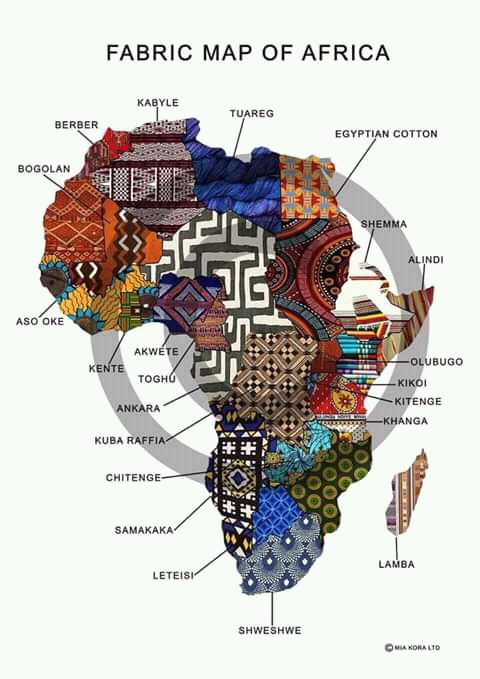 FABRIC MAP OF AFRICA
KABYLE
TUAREG
BERBER
EGYPTIAN COTTON
BOGOLAN
SHEMMA
ALINDI
ASO OKE
AKWETE
OLUBUGO
KENTE
TOGHU
KIKOI
KITENGE
ANKARA
KHANGA
KUBA RAFFIA
CHITENGE
SAMAKAKA
LAMBA
LETEISI
SHWESHWE
© MIA KORA LTD